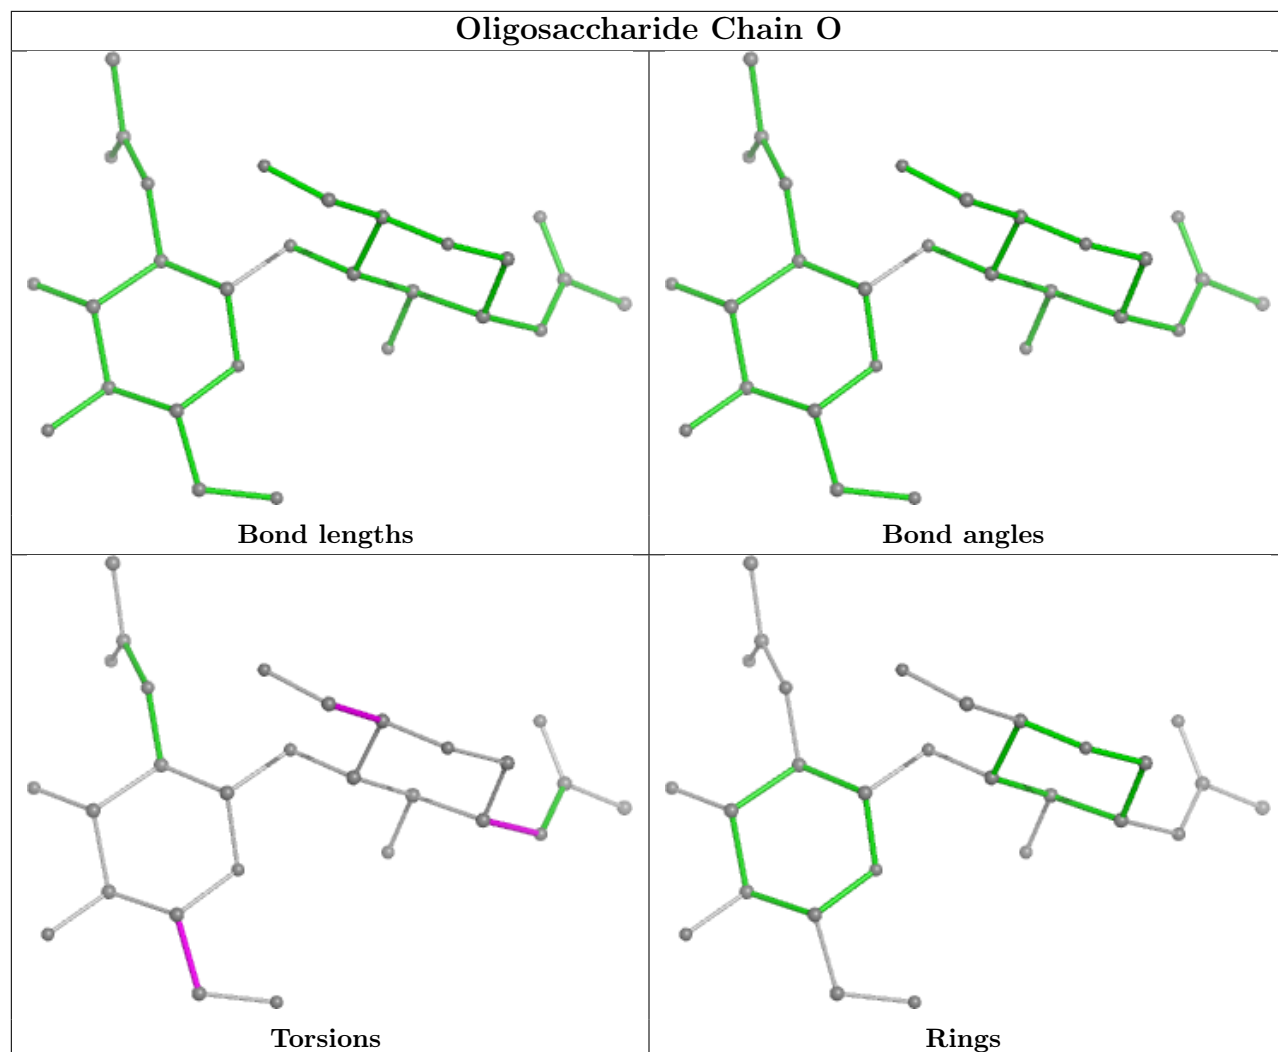 Oligosaccharide Chain O
Bond lengths
Bond angles
Torsions
Rings